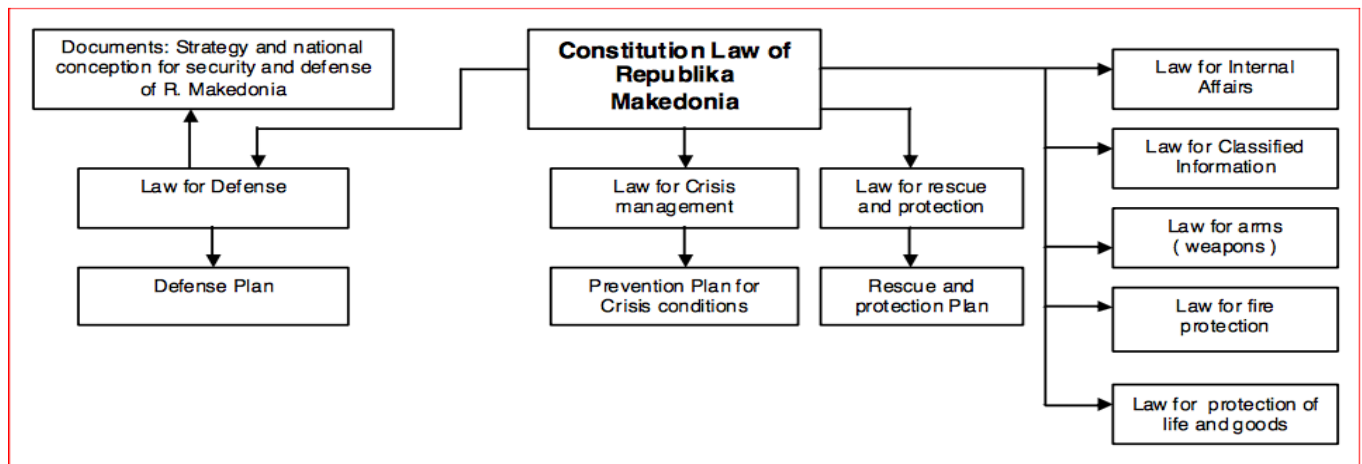 Documents: Strategy and national
conception for security and defense
of R. Makedonia
Constitution Law of
Republika
Makedonia
Law for Internal
Affairs
Law for Classified
Information
Law for Defense
Law for Crisis
management
Law for rescue
and protection
Law for arms
( weapons )
Defense Plan
Prevention Plan for
Crisis conditions
Rescue and
protection Plan
Law for fire
protection
Law for protection of
life and goods